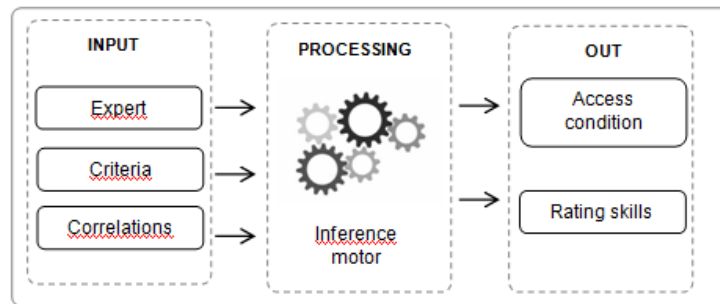 INPUT
Expert
Criteria
Correlations
PROCESSING
Inference
motor
OUT
Access
condition
Rating skills